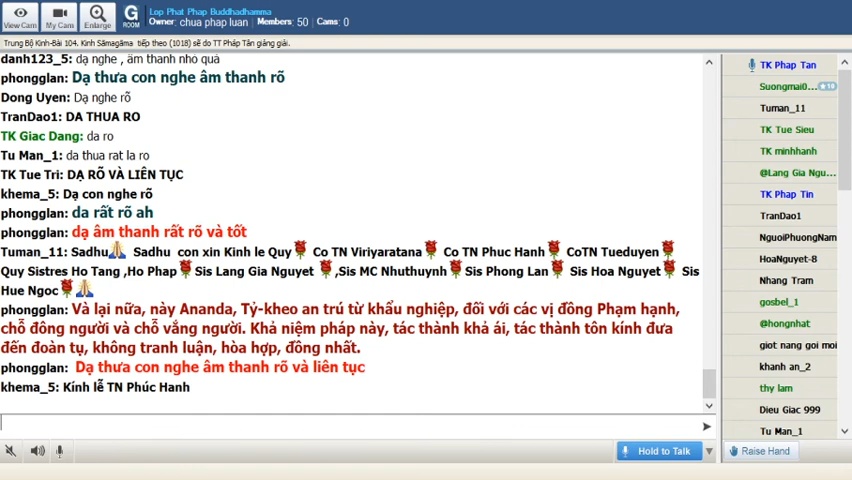 View Cam
My Cam
Enlarge
G
ROOM
Lop Phat Phap Buddhadhamma
Owner: chua phap luan Members: 50 Cams: 0
Trung Bộ Kinh-Bài 104. Kinh Sāmagāma tiếp theo (1018) sẽ do TT Pháp Tân giảng giải.
danh123_5: dạ nghe , âm thanh nhỏ quá
phongglan: Dạ thưa con nghe âm thanh rõ
Dong Uyen: Dạ nghe rõ
TranDao1: DA THUA RO
TK Giac Dang: da ro
Tu Man_1: da thua rat la ro
TK Tue Tri: DẠ RÕ VÀ LIÊN TỤC
khema_5: Dạ con nghe rõ
phongglan: da rất rõ ah
phongglan: dạ âm thanh rất rõ và tốt
Tuman_11: Sadhu Sadhu con xin Kinh le Quy Co TN Viriyaratana Co TN Phuc Hanh CoTN Tueduyen
Quy Sistres Ho Tang ,Ho Phap Sis Lang Gia Nguyet ,Sis MC Nhuthuynh Sis Phong Lan Sis Hoa Nguyet Sis
Hue Ngoc
phongglan: Và lại nữa, này Ananda, Tỷ-kheo an trú từ khẩu nghiệp, đối với các vị đồng Phạm hạnh,
chỗ đông người và chỗ vắng người. Khả niệm pháp này, tác thành khả ái, tác thành tôn kính đưa
đến đoàn tụ, không tranh luận, hòa hợp, đồng nhất.
phongglan: Dạ thưa con nghe âm thanh rõ và liên tục
khema_5: Kính lễ TN Phúc Hanh
Hold to Talk
TK Phap Tan
Suongmai0... 10
Tuman_11
TK Tue Sieu
TK minhhanh
@Lang Gia Ngu...
TK Phap Tin
TranDao1
NguoiPhuongNam
HoaNguyet-8
Nhang Tram
gosbel_1
@hongnhat
giot nang goi moi
khanh an_2
thy lam
Dieu Giac 999
Tu Man_1
Raise Hand